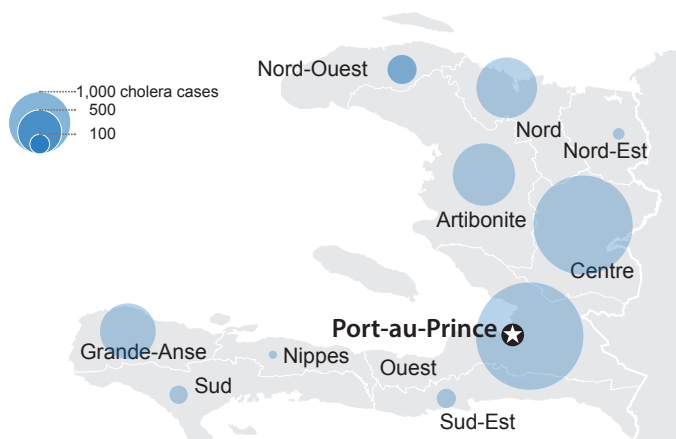 1,000 cholera cases
500
100
Nord-Ouest
Nord
Nord-Est
Artibonite
Centre
Port-au-Prince
Grande-Anse
Nippes
Ouest
Sud
Sud-Est